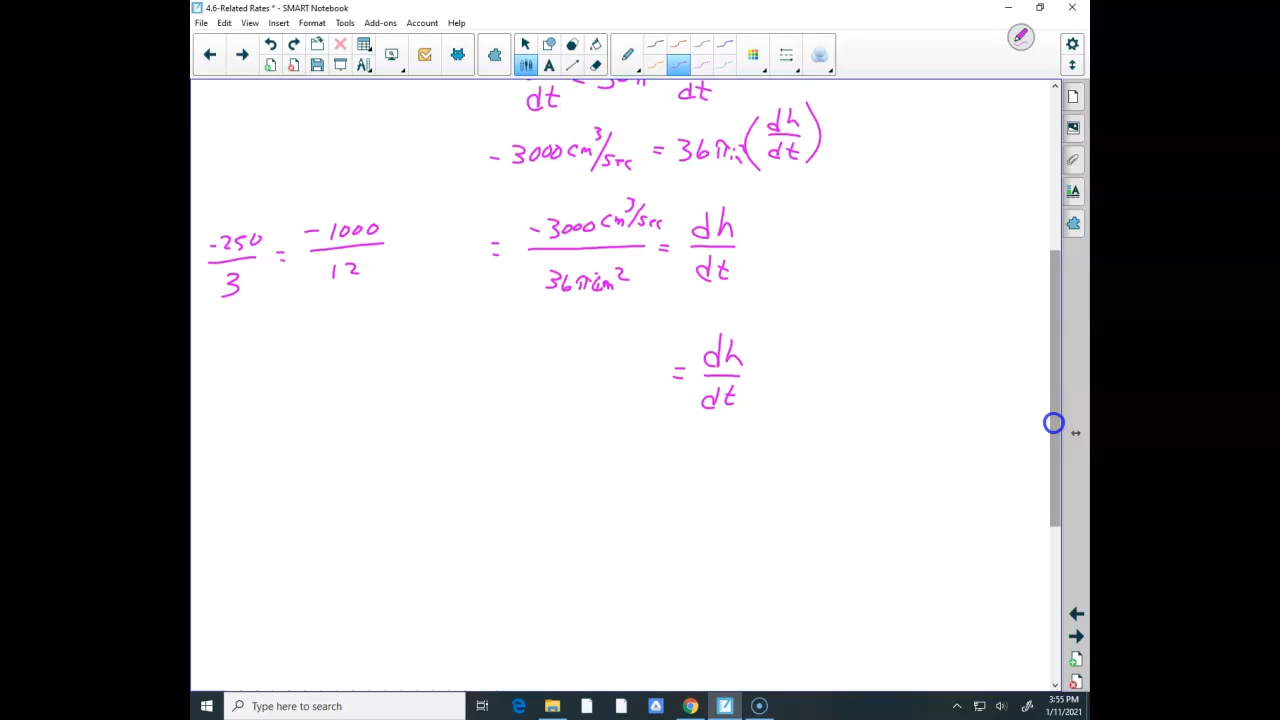 4.6-Related Rates * - SMART Notebook
File Edit View Insert Format Tools Add-ons Account Help
dt dt
- 3000 cm³/sec = 36π (dh/dt)
-250/3 = -1000/12 = -3000 cm³/sec / 36π cm² = dh/dt
= dh/dt
Type here to search
3:55 PM
1/11/2021